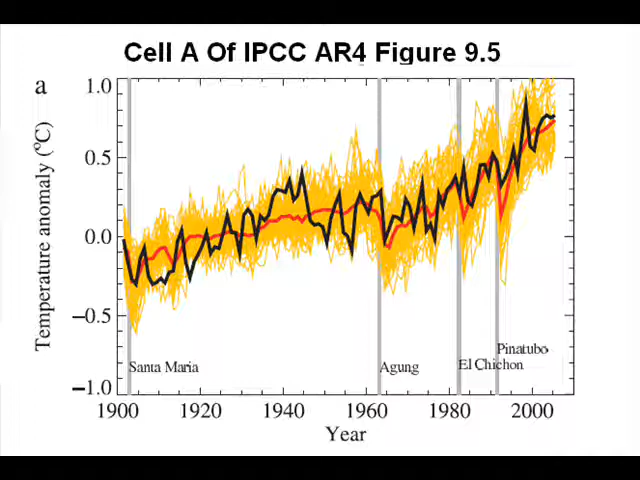 Cell A Of IPCC AR4 Figure 9.5
a
1.0
0.5
0.0
−0.5
−1.0
Temperature anomaly (ºC)
Santa Maria
Agung
El Chichon
Pinatubo
1900 1920 1940 1960 1980 2000
Year